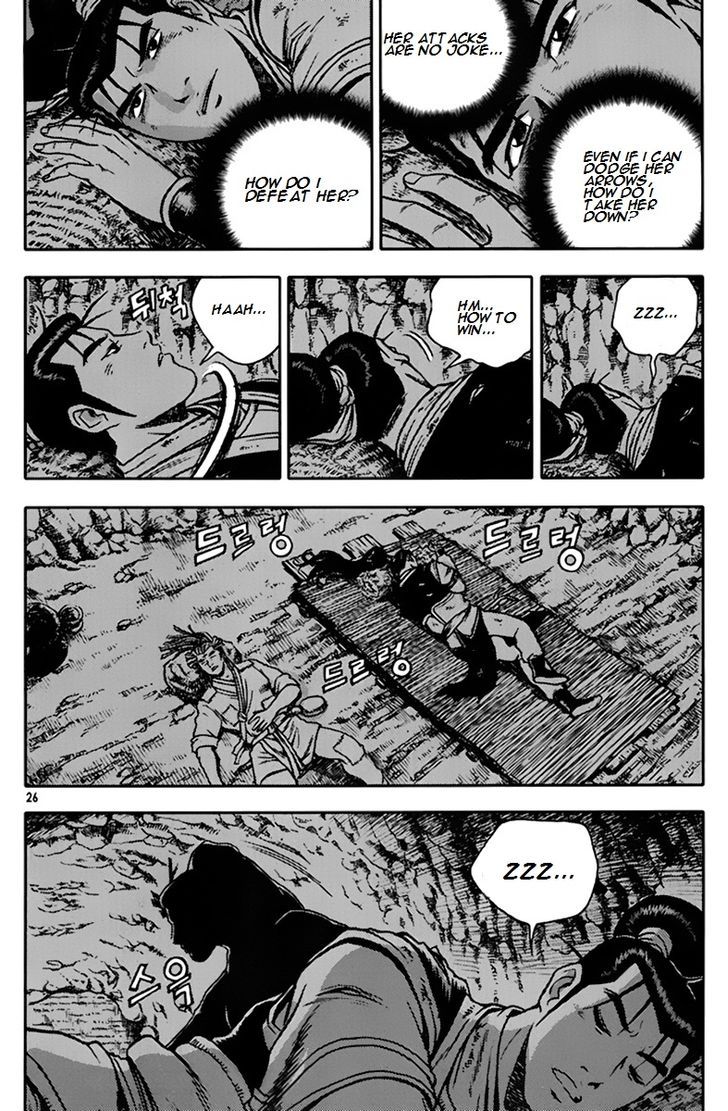 HER ATTACKS
ARE NO JOKE...
HOW DO I
DEFEAT HER?
EVEN IF I CAN
DODGE HER
ARROWS,
HOW DO I
TAKE HER
DOWN?
뒤척
HAAH...
HM...
HOW TO
WIN...
ZZZ...
드르렁
드르렁
드르렁
26
ZZZ...
스윽